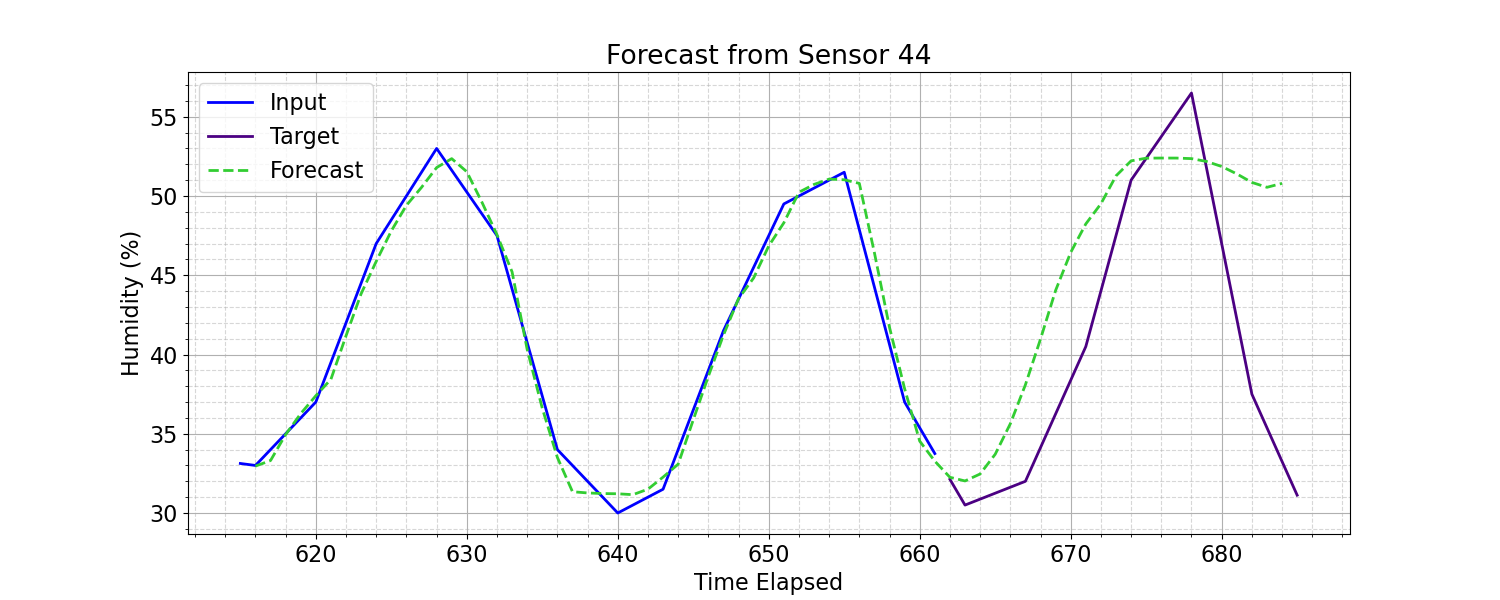 Forecast from Sensor 44
Input
Target
Forecast
Humidity (%)
55
50
45
40
35
30
620 630 640 650 660 670 680
Time Elapsed